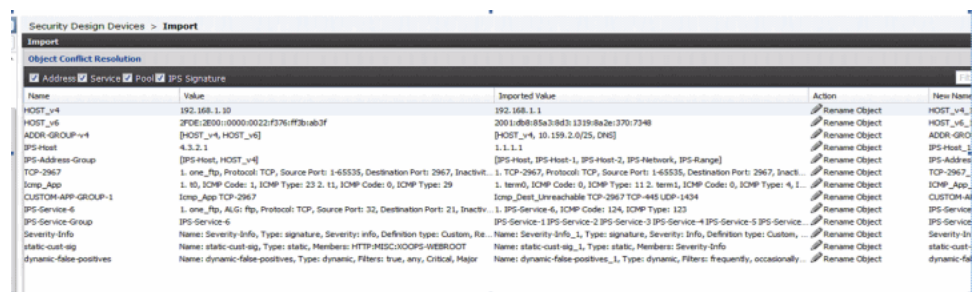 Security Design Devices > Import
Import
Object Conflict Resolution
Address Service Pool IPS Signature
Name Value Imported Value Action New Name
HOST_v4 192.168.1.10 192.168.1.1 Rename Object HOST_v4_
HOST_v6 2FDE:2E00::0000:0022:f376:ff3b:ab3f 2001:db8:85a3:8d3:1319:8a2e:370:7348 Rename Object HOST_v6_
ADDR-GROUP-v4 [HOST_v4, HOST_v6] [HOST_v4, 10.159.2.0/25, DNS] Rename Object ADDR-GRO
IPS-Host 4.3.2.1 1.1.1.1 Rename Object IPS-Host_1
IPS-Address-Group [IPS-Host, HOST_v4] [IPS-Host, IPS-Host-1, IPS-Host-2, IPS-Network, IPS-Range] Rename Object IPS-Addres
TCP-2967 1. one_ftp, Protocol: TCP, Source Port: 1-65535, Destination Port: 2967, Inactivit... 1. TCP-2967, Protocol: TCP, Source Port: 1-65535, Destination Port: 2967, Inacti... Rename Object TCP-2967_
Icmp_App 1. t0, ICMP Code: 1, ICMP Type: 23 2. t1, ICMP Code: 0, ICMP Type: 29 1. term0, ICMP Code: 0, ICMP Type: 11 2. term1, ICMP Code: 0, ICMP Type: 4, I... Rename Object ICMP_App_
CUSTOM-APP-GROUP-1 Icmp_App TCP-2967 Icmp_Dest_Unreachable TCP-2967 TCP-445 UDP-1434 Rename Object CUSTOM-A
IPS-Service-6 1. one_ftp, ALG: ftp, Protocol: TCP, Source Port: 32, Destination Port: 21, Inactiv... 1. IPS-Service-6, ICMP Code: 124, ICMP Type: 123 Rename Object IPS-Servic
IPS-Service-Group IPS-Service-6 IPS-Service-1 IPS-Service-2 IPS-Service-3 IPS-Service-4 IPS-Service-5 IPS-Service... Rename Object IPS-Servic
Severity-Info Name: Severity-Info, Type: signature, Severity: info, Definition type: Custom, Re... Name: Severity-Info_1, Type: signature, Severity: Info, Definition type: Custom, ... Rename Object Severity-In
static-cust-sig Name: static-cust-sig, Type: static, Members: HTTP:MISC:XOOPS-WEBROOT Name: static-cust-sig_1, Type: static, Members: Severity-Info Rename Object static-cust
dynamic-false-positives Name: dynamic-false-positives, Type: dynamic, Filters: true, any, Critical, Major Name: dynamic-false-positives_1, Type: dynamic, Filters: frequently, occasionally... Rename Object dynamic-fal